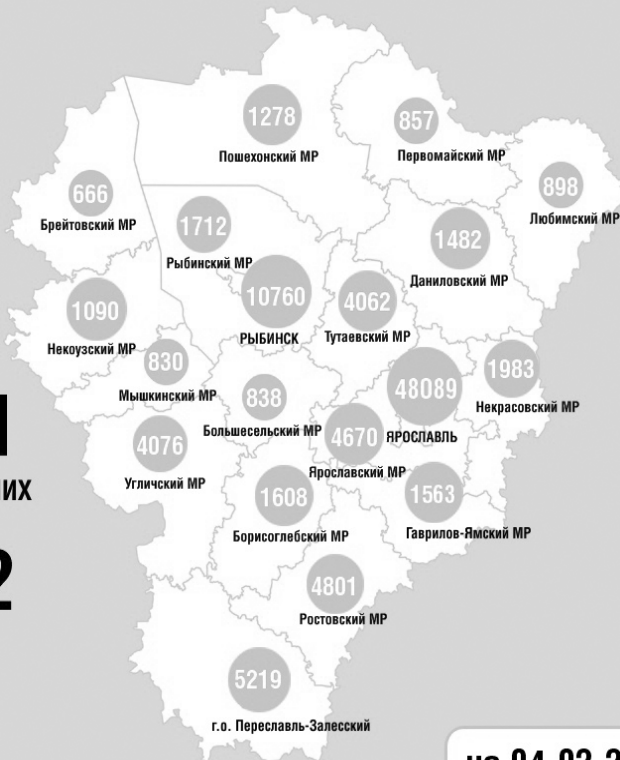 1278
Пошехонский МР
857
Первомайский МР
666
Брейтовский МР
898
Любимский МР
1712
Рыбинский МР
1482
Даниловский МР
10760
РЫБИНСК
4062
Тутаевский МР
1090
Некоузский МР
830
Мышкинский МР
838
Большесельский МР
48089
ЯРОСЛАВЛЬ
1983
Некрасовский МР
4076
Угличский МР
4670
Ярославский МР
1608
Борисоглебский МР
1563
Гаврилов-Ямский МР
4801
Ростовский МР
5219
г.о. Переславль-Залесский
2